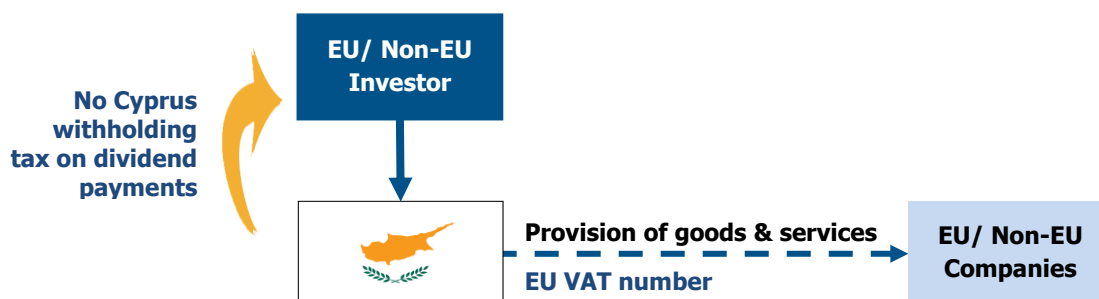 EU/ Non-EU
Investor
No Cyprus
withholding
tax on dividend
payments
Provision of goods & services
EU VAT number
EU/ Non-EU
Companies